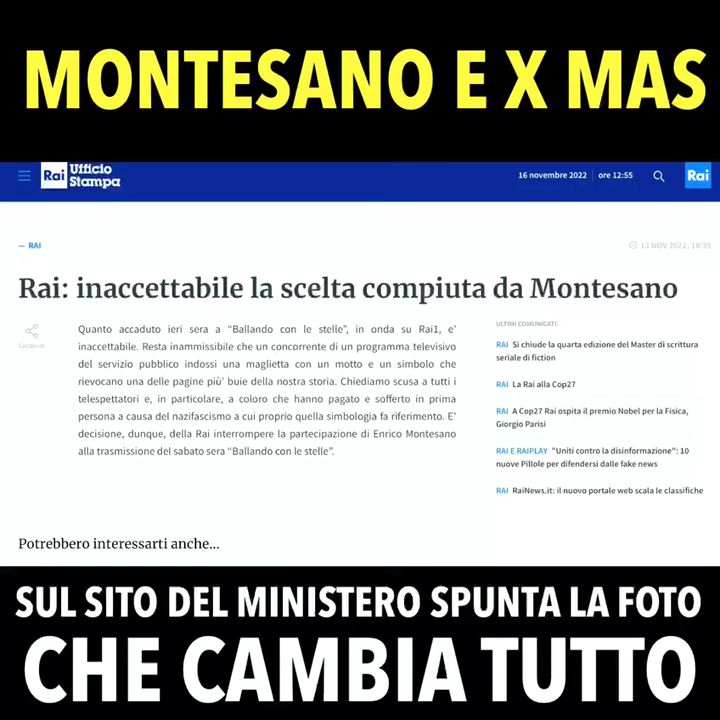 MONTESANO E X MAS
Rai Ufficio Stampa
16 novembre 2022 | ore 12:55
Rai
— RAI
13 NOV 2022, 18:35
Rai: inaccettabile la scelta compiuta da Montesano
Condividi
Quanto accaduto ieri sera a “Ballando con le stelle”, in onda su Rai1, e’
inaccettabile. Resta inammissibile che un concorrente di un programma televisivo
del servizio pubblico indossi una maglietta con un motto e un simbolo che
rievocano una delle pagine più’ buie della nostra storia. Chiediamo scusa a tutti i
telespettatori e, in particolare, a coloro che hanno pagato e sofferto in prima
persona a causa del nazifascismo a cui proprio quella simbologia fa riferimento. E’
decisione, dunque, della Rai interrompere la partecipazione di Enrico Montesano
alla trasmissione del sabato sera “Ballando con le stelle”.
ULTIMI COMUNICATI:
RAI Si chiude la quarta edizione del Master di scrittura
seriale di fiction
RAI La Rai alla Cop27
RAI A Cop27 Rai ospita il premio Nobel per la Fisica,
Giorgio Parisi
RAI E RAIPLAY "Uniti contro la disinformazione": 10
nuove Pillole per difendersi dalle fake news
RAI RaiNews.it: il nuovo portale web scala le classifiche
Potrebbero interessarti anche...
SUL SITO DEL MINISTERO SPUNTA LA FOTO
CHE CAMBIA TUTTO